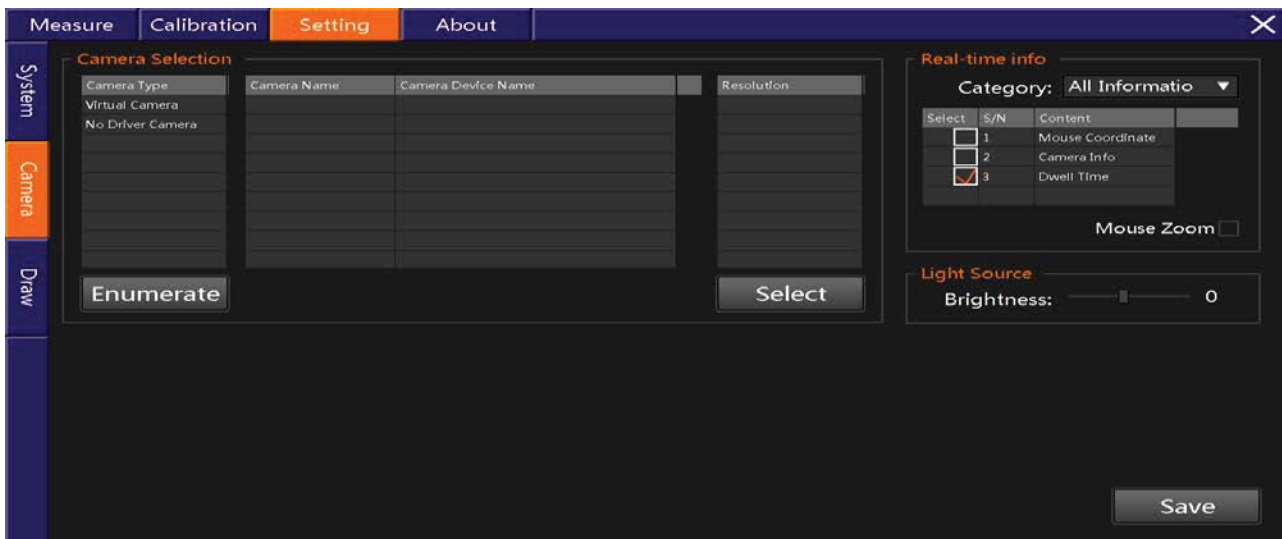 Measure Calibration Setting About
System
Camera
Draw
Camera Selection
Camera Type Camera Name Camera Device Name Resolution
Virtual Camera
No Driver Camera
Enumerate Select
Real-time info
Category: All Informatio
Select S/N Content
1 Mouse Coordinate
2 Camera Info
3 Dwell Time
Mouse Zoom
Light Source
Brightness: 0
Save